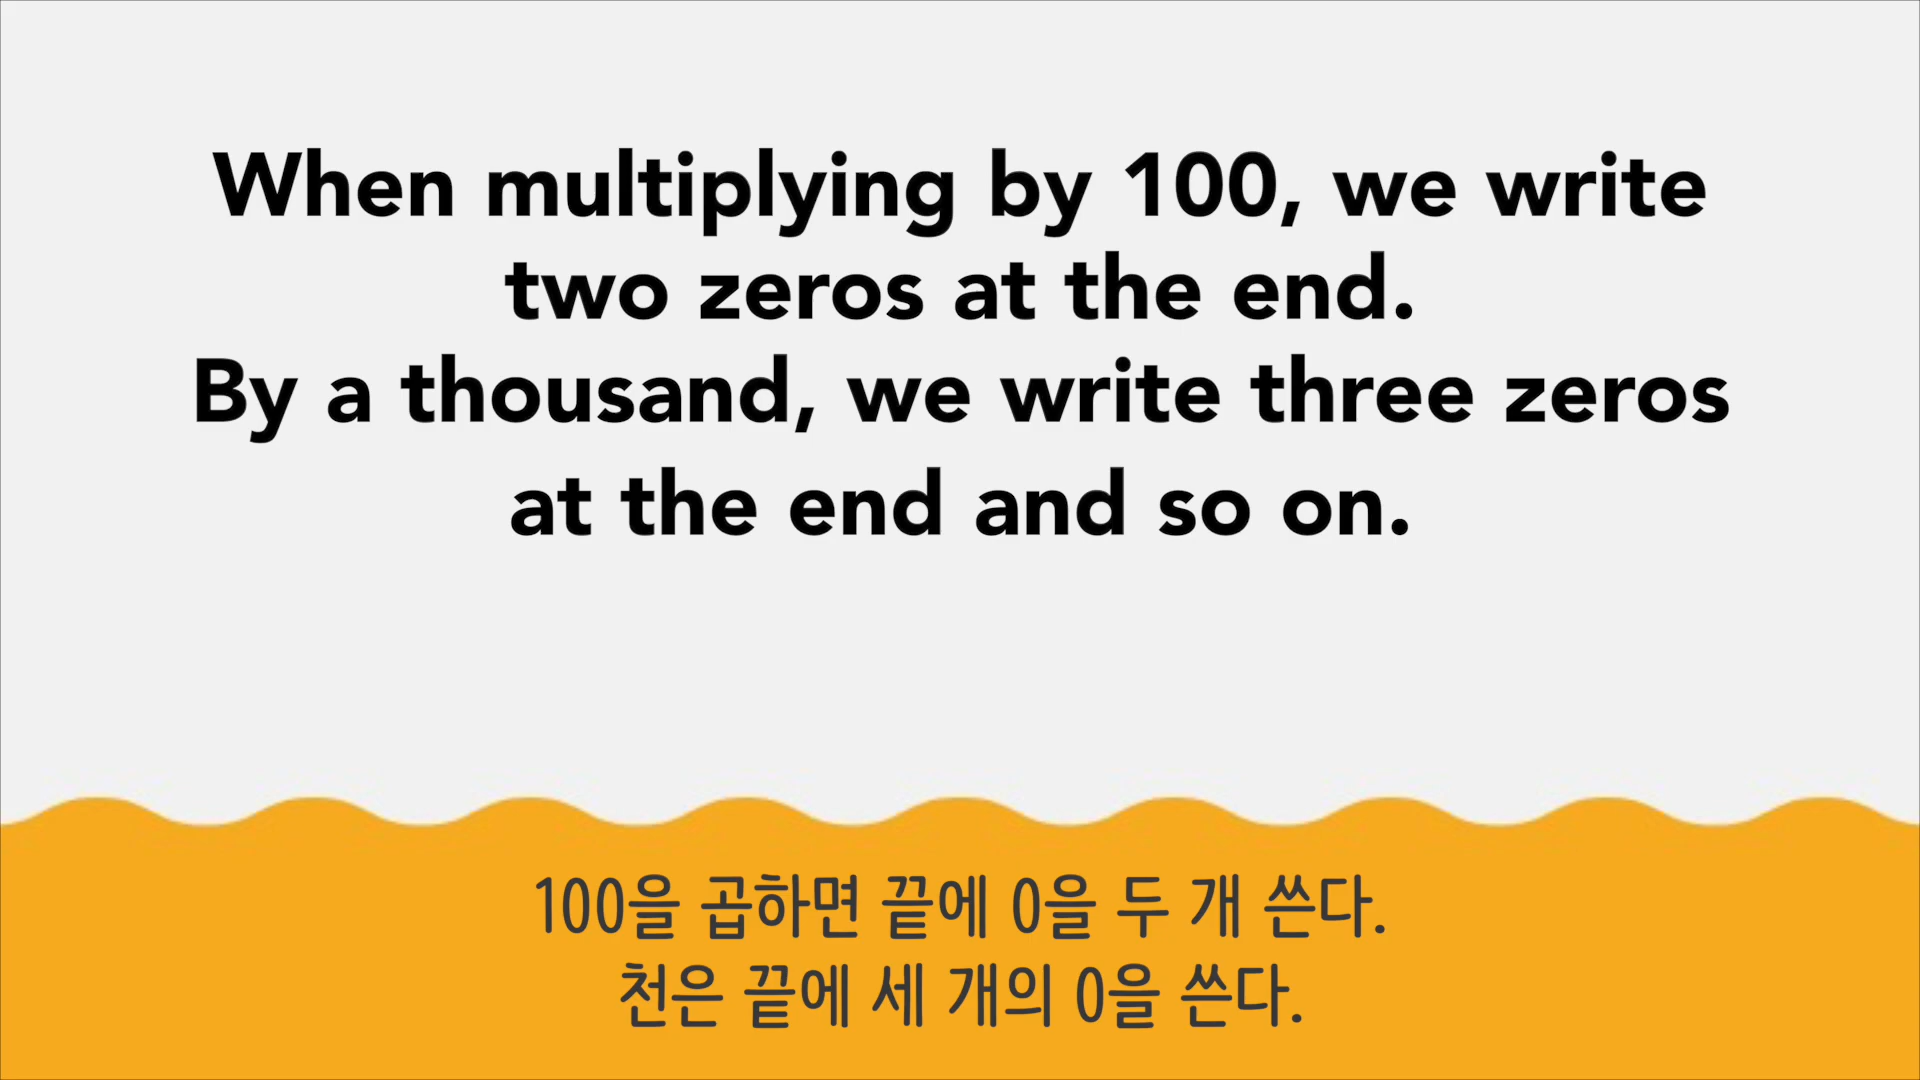 When multiplying by 100, we write
two zeros at the end.
By a thousand, we write three zeros
at the end and so on.
100을 곱하면 끝에 0을 두 개 쓴다.
천은 끝에 세 개의 0을 쓴다.